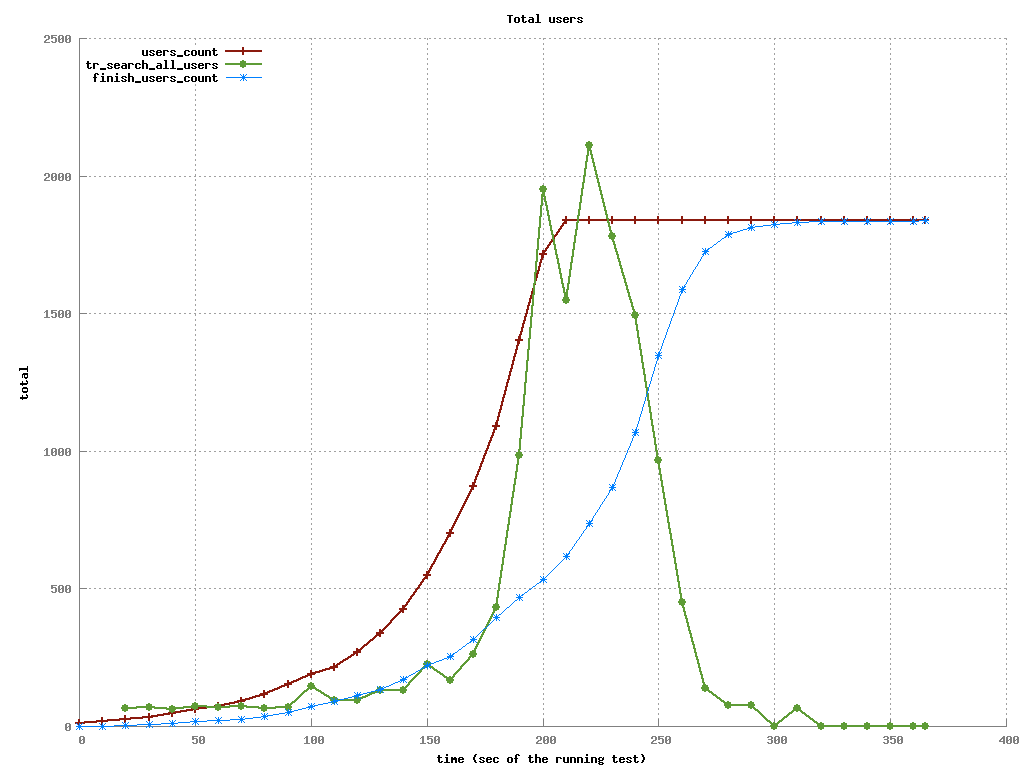 Total users
2500
users_count
tr_search_all_users
finish_users_count
2000
1500
total
1000
500
0
0 50 100 150 200 250 300 350 400
time (sec of the running test)